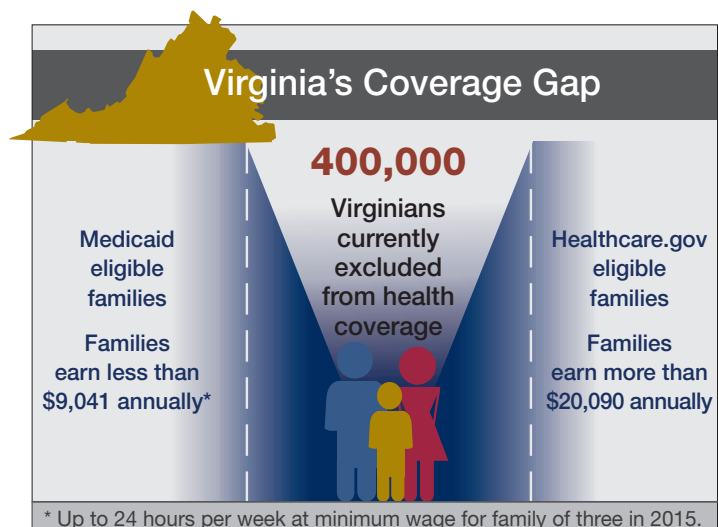 Virginia's Coverage Gap
400,000
Virginians
currently
excluded
from health
coverage
Medicaid
eligible
families
Families
earn less than
$9,041 annually*
Healthcare.gov
eligible
families
Families
earn more than
$20,090 annually
* Up to 24 hours per week at minimum wage for family of three in 2015.